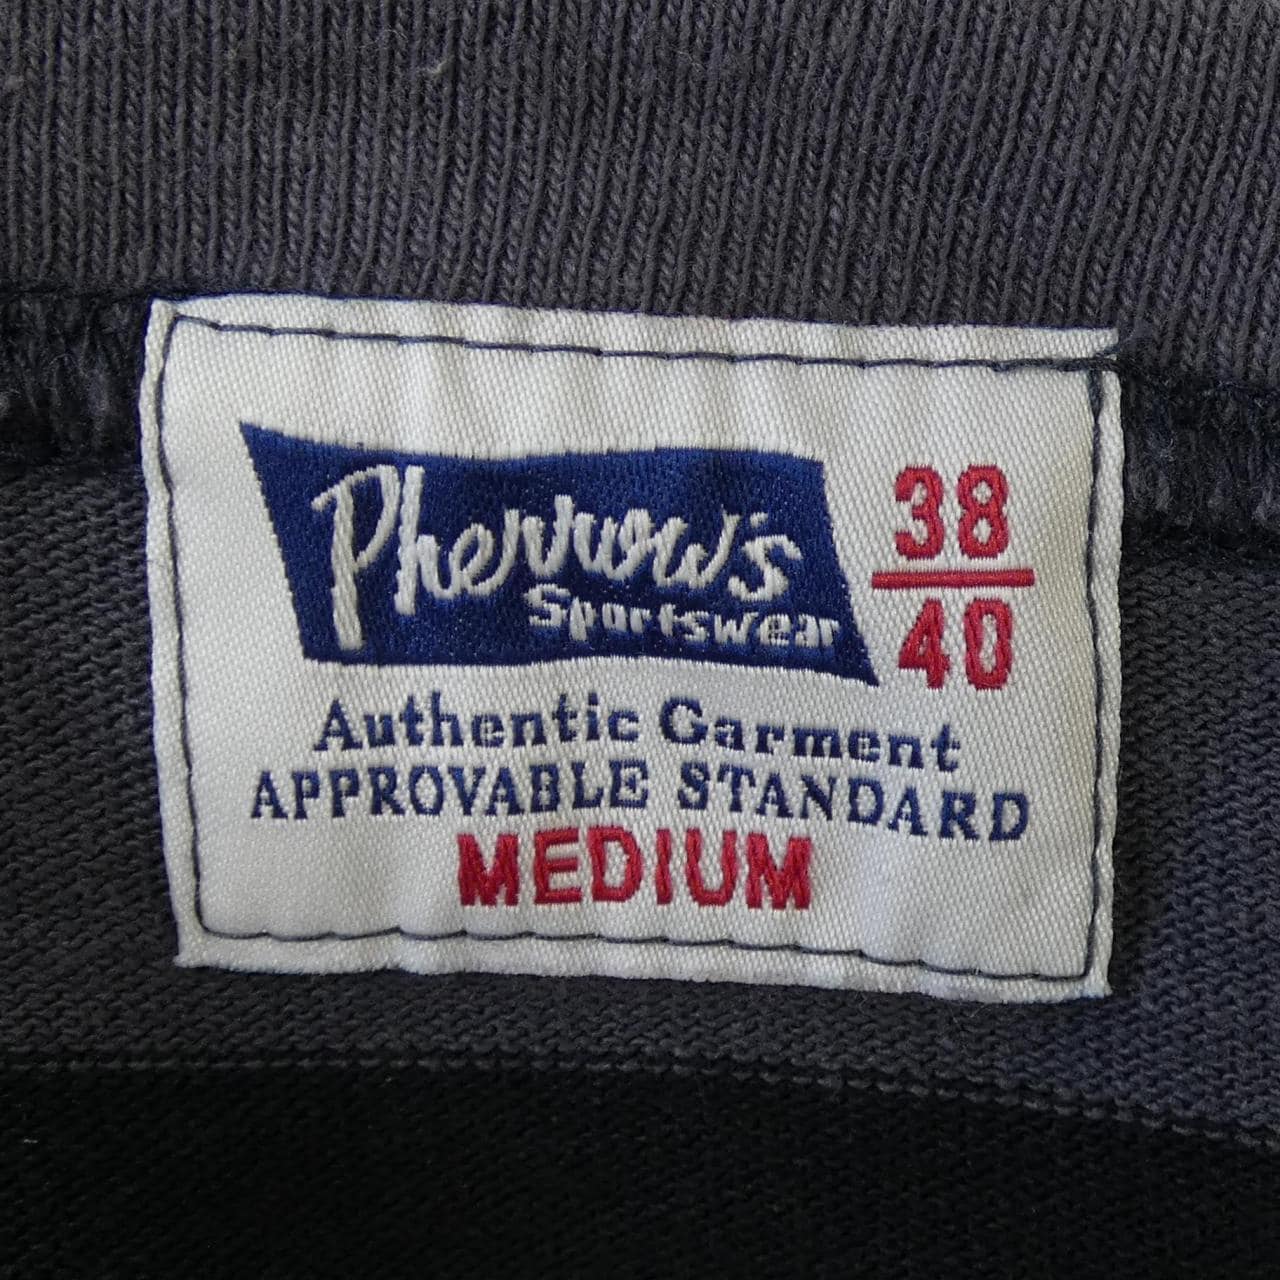 Pherrow's
Sportswear
38
40
Authentic Garment
APPROVABLE STANDARD
MEDIUM